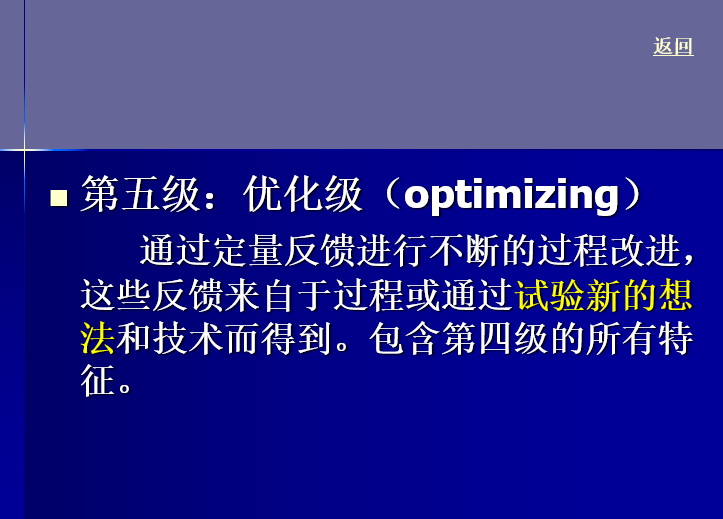 返回
第五级：优化级（optimizing）
通过定量反馈进行不断的过程改进，
这些反馈来自于过程或通过试验新的想
法和技术而得到。包含第四级的所有特
征。